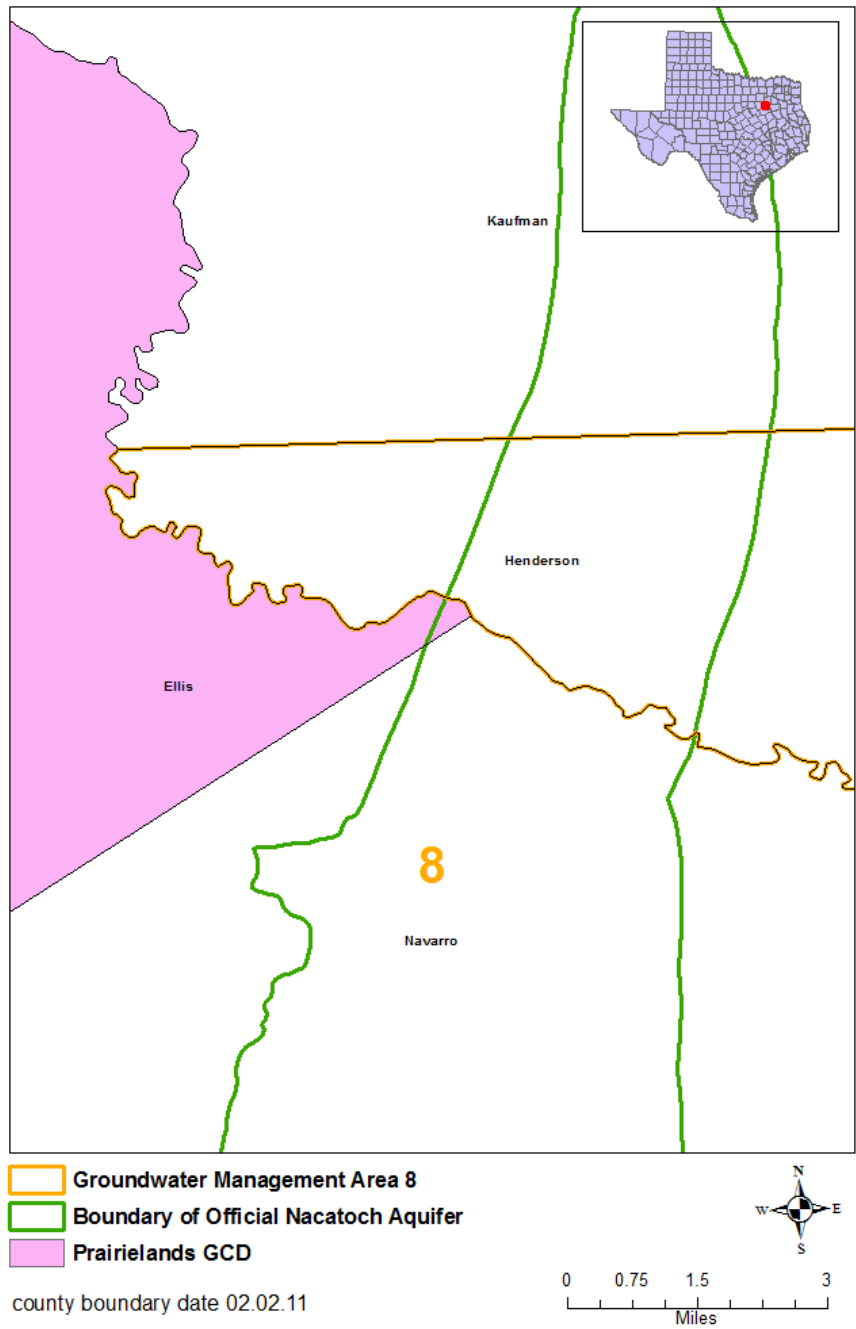 Kaufman
Henderson
Ellis
8
Navarro
Groundwater Management Area 8
Boundary of Official Nacatoch Aquifer
Prairielands GCD
county boundary date 02.02.11
N
W E
S
0 0.75 1.5 3
Miles